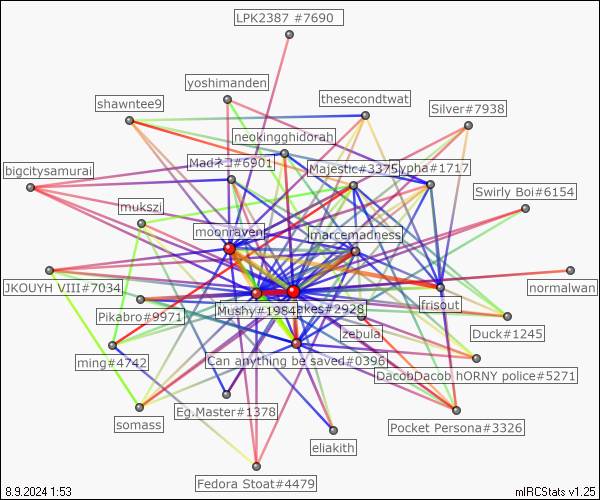 LPK2387 #7690
yoshimanden
shawntee9
thesecondtwat
Silver#7938
neokingghidorah
Madネコ#6901
Majestic#3375
ypha#1717
bigcitysamurai
Swirly Boi#6154
mukszi
moonraven
imarcemadness
JKOUYH VIII#7034
normalwan
frisout
Pikabro#9971
Mushy#1984
akes#2928
zebula
Duck#1245
ming#4742
Can anything be saved#0396
DacobDacob hORNY police#5271
somass
Eg.Master#1378
Pocket Persona#3326
eliakith
Fedora Stoat#4479
8.9.2024 1:53
mIRCStats v1.25